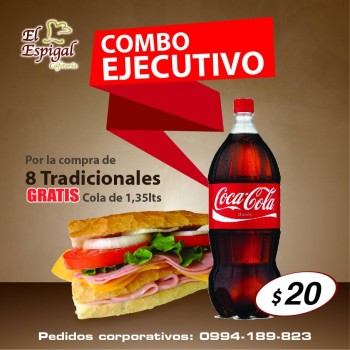 El
Espigal
Cafetería
COMBO
EJECUTIVO
Por la compra de
8 Tradicionales
GRATIS Cola de 1,35lts
Coca-Cola
$20
Pedidos corporativos: 0994-189-823